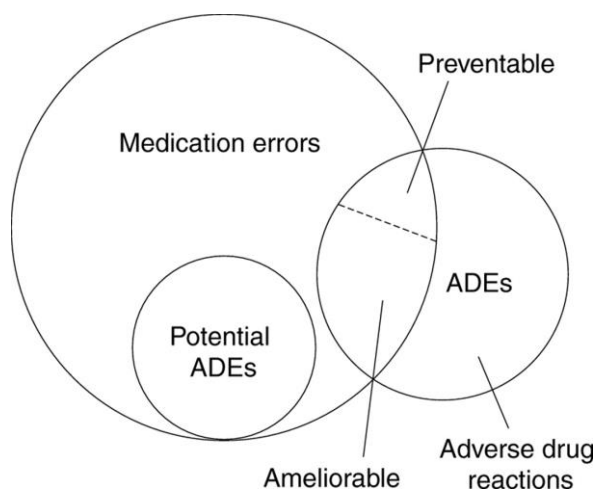 Preventable
Medication errors
ADEs
Potential
ADEs
Adverse drug
reactions
Ameliorable